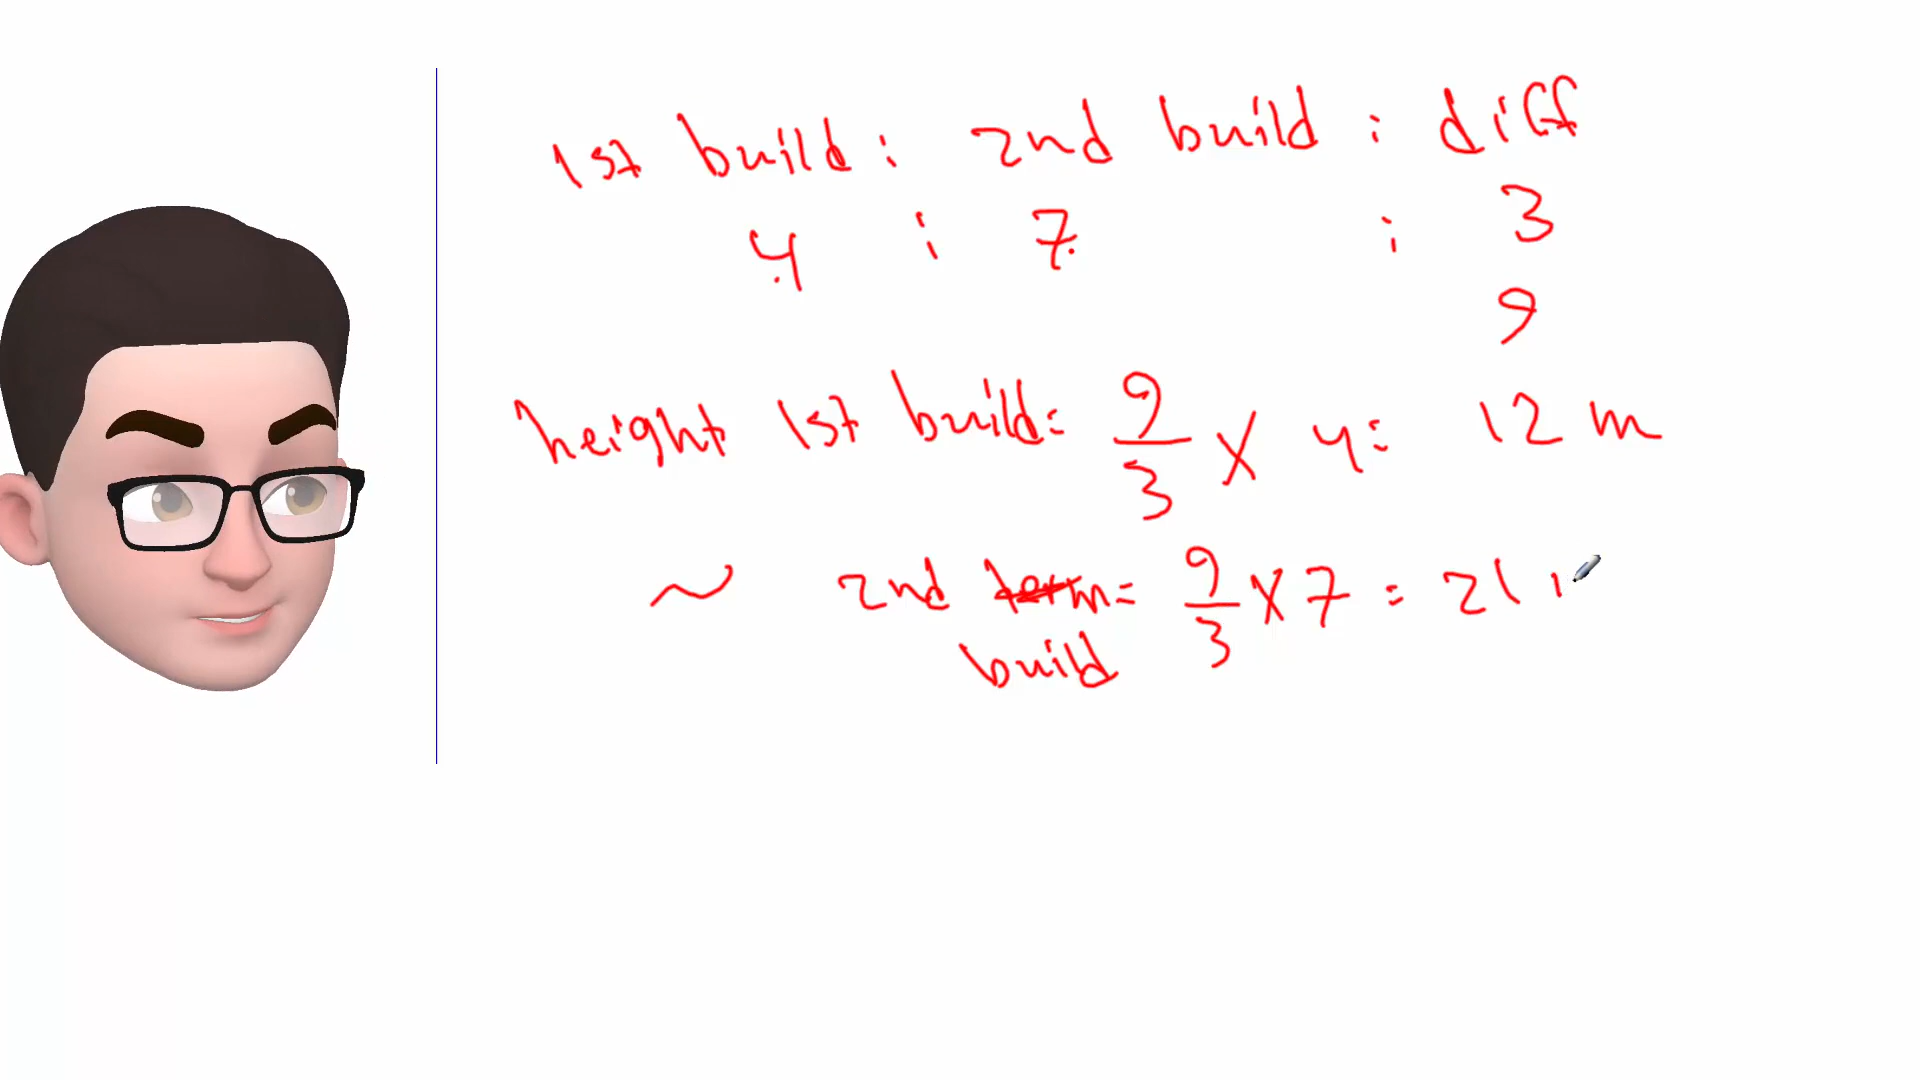 1st build : 2nd build : diff
4 : 7 : 3
9
height 1st build = 9/3 × 4 = 12 m
~ 2nd term = 9/3 × 7 = 21
build